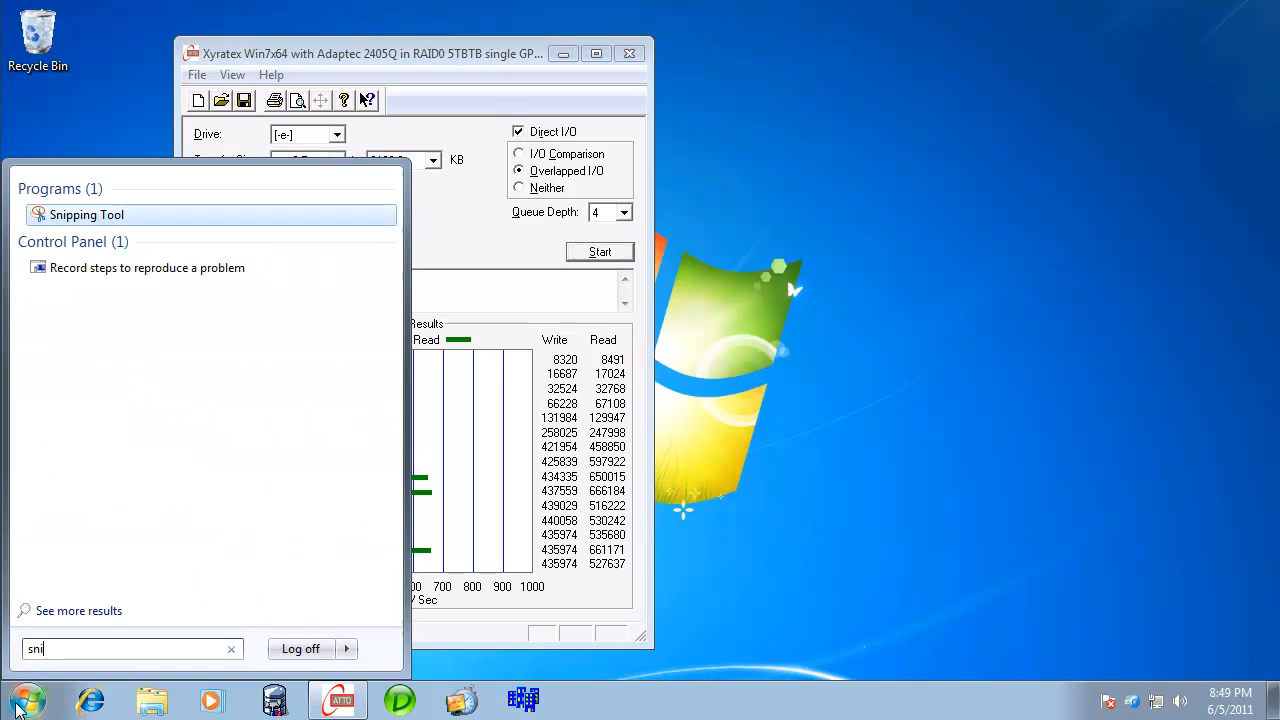 Recycle Bin
Xyratex Win7x64 with Adaptec 2405Q in RAID0 5TBTB single GP...
File View Help
Drive: [-e-]
Direct I/O
KB
I/O Comparison
Overlapped I/O
Neither
Queue Depth: 4
Start
Results
Read
Write Read
8320 8491
16687 17024
32524 32768
66228 67108
131984 129947
258025 247998
421954 458850
425839 597922
434335 650015
437559 666184
439029 516222
440058 530242
435974 535680
435974 661171
435974 527637
700 800 900 1000
/ Sec
Programs (1)
Snipping Tool
Control Panel (1)
Record steps to reproduce a problem
See more results
sni
Log off
ATTO
8:49 PM
6/5/2011